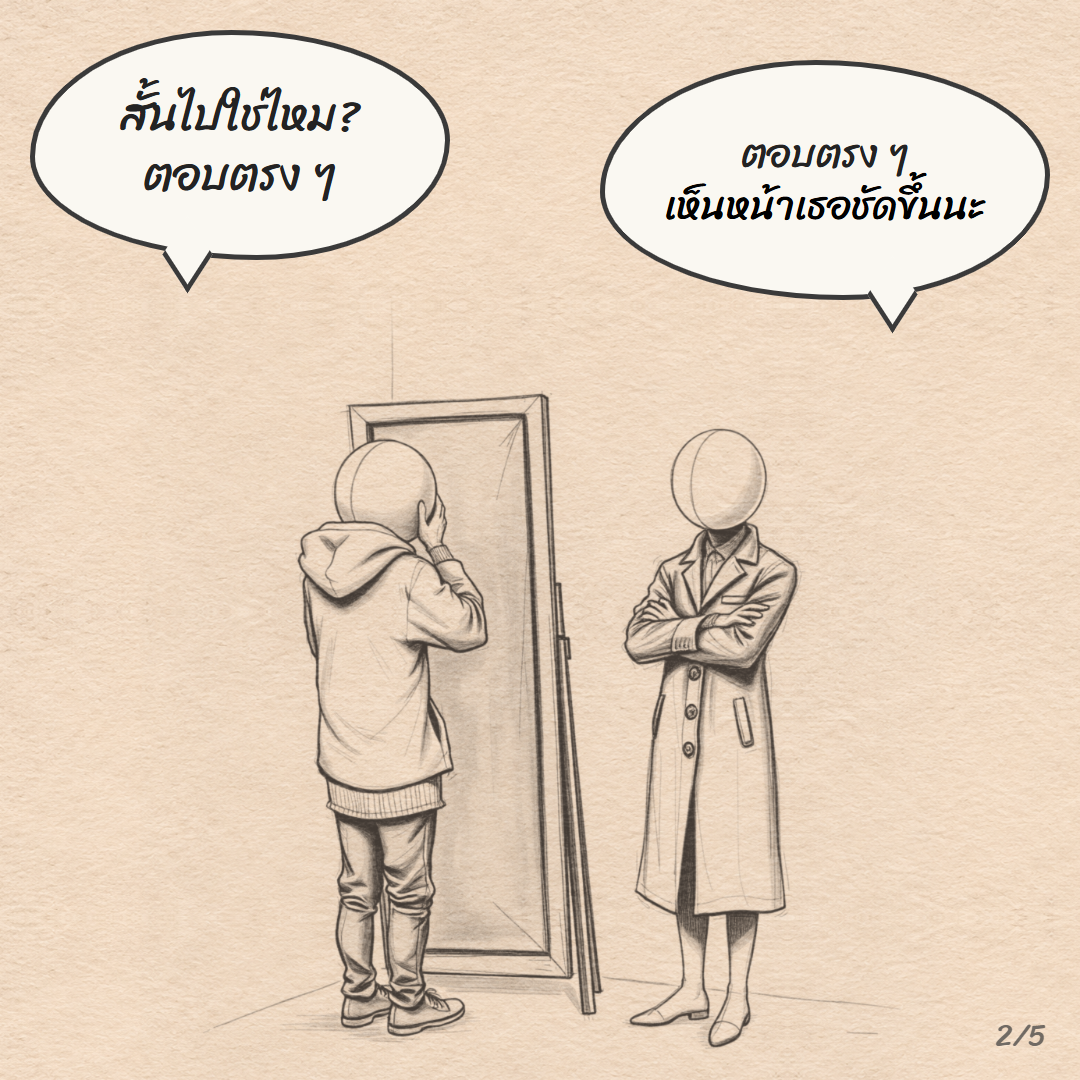 สั้นไปใช่ไหม?
ตอบตรง ๆ
ตอบตรง ๆ
เห็นหน้าเธอชัดขึ้นนะ
2/5